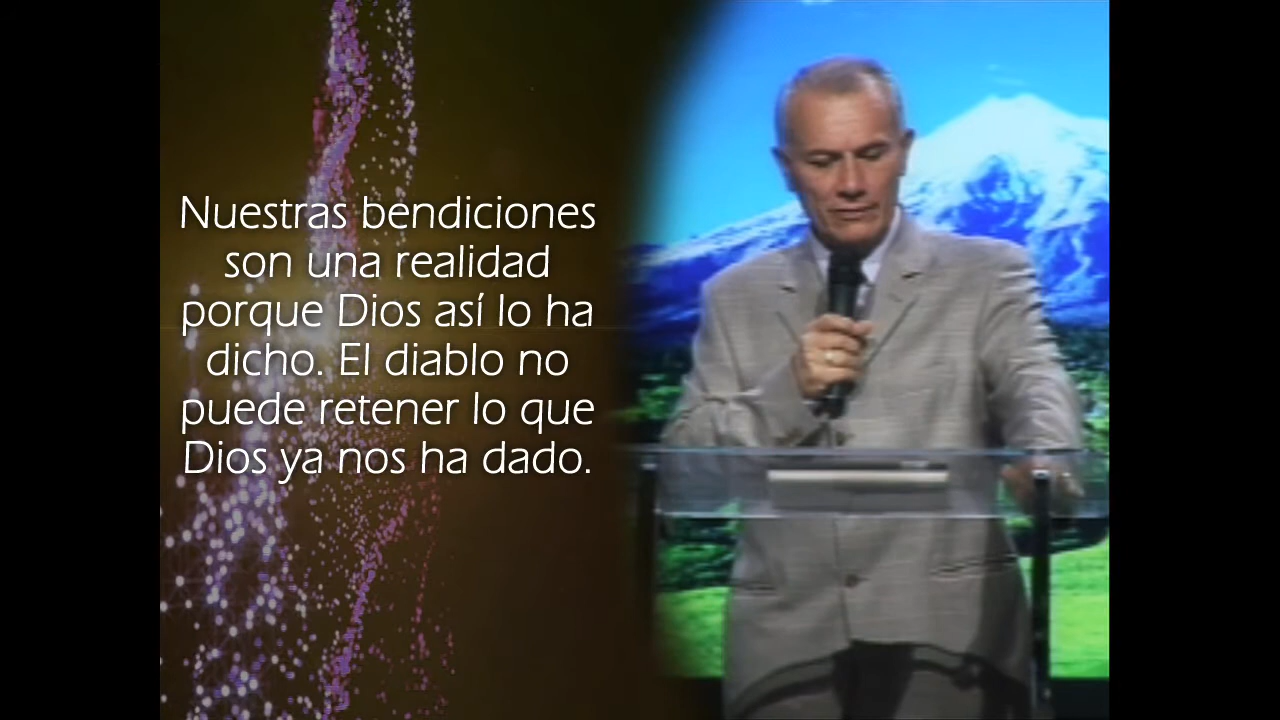 Nuestras bendiciones
son una realidad
porque Dios así lo ha
dicho. El diablo no
puede retener lo que
Dios ya nos ha dado.